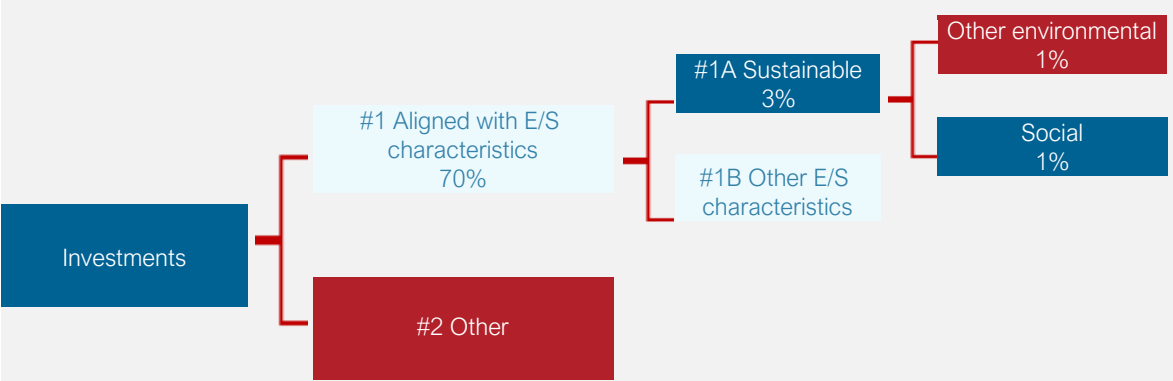 Investments
#1 Aligned with E/S
characteristics
70%
#2 Other
#1A Sustainable
3%
#1B Other E/S
characteristics
Other environmental
1%
Social
1%